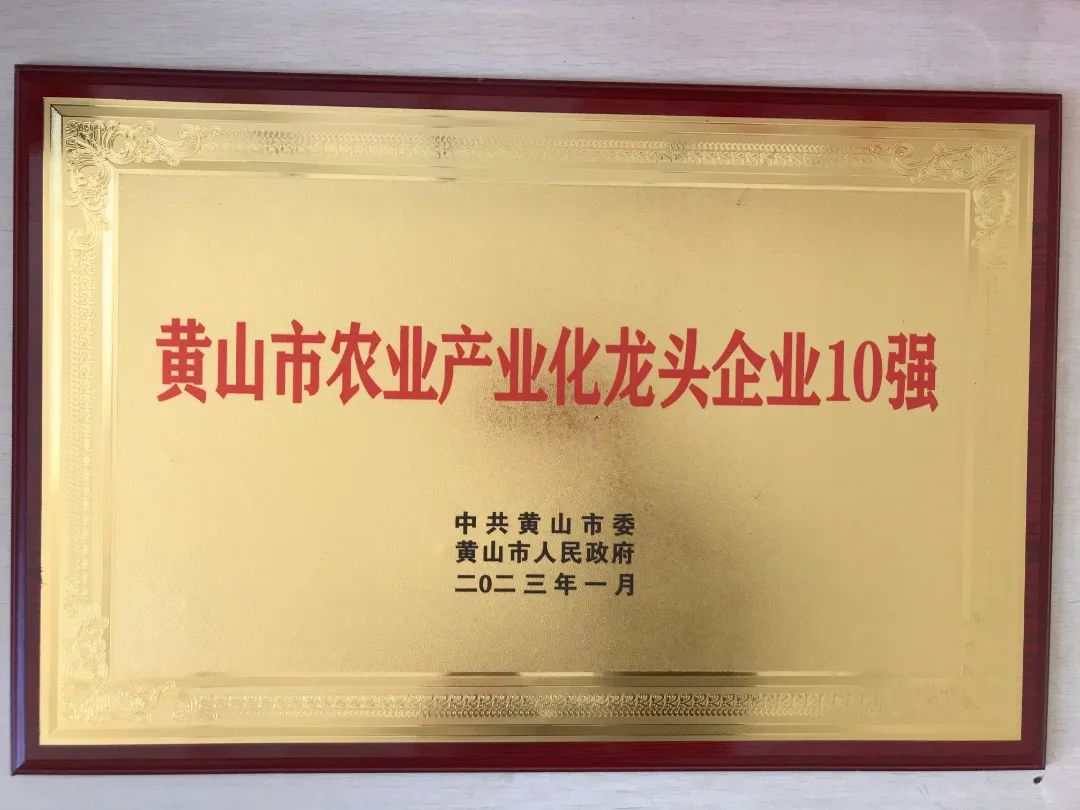 黄山市农业产业化龙头企业10强
中共黄山市委
黄山市人民政府
二0二三年一月